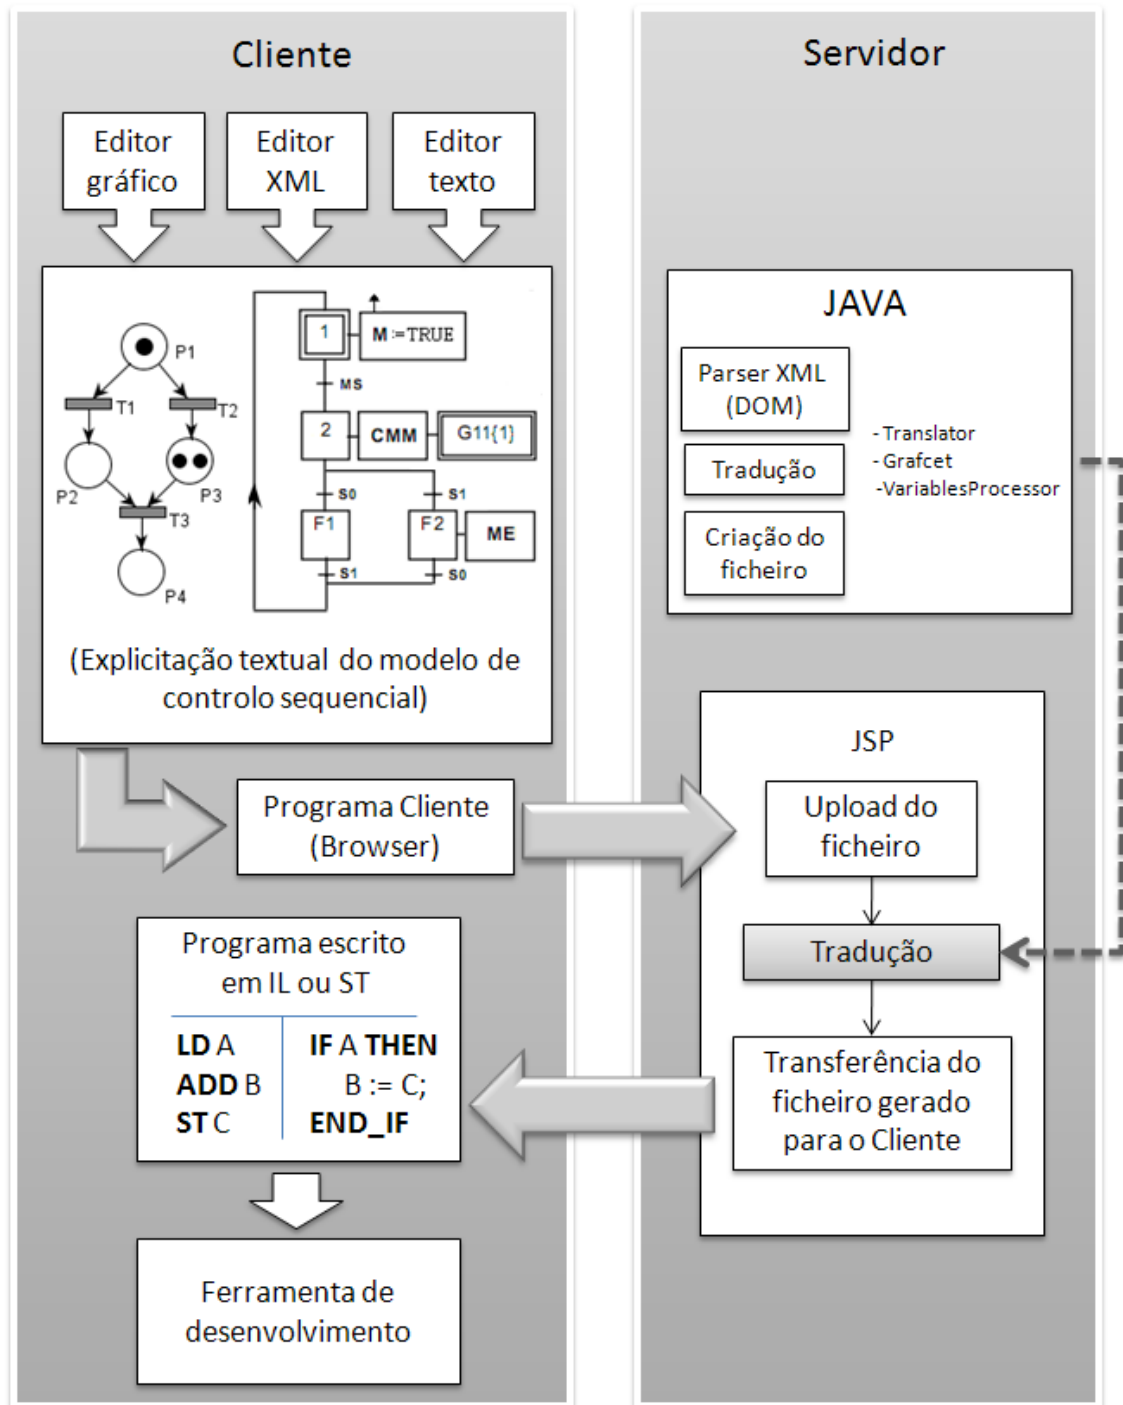 Cliente
Editor
gráfico
Editor
XML
Editor
texto
P1
T1
T2
P2
P3
T3
P4
1
M:=TRUE
MS
2
CMM
G11{1}
S0
S1
F1
F2
ME
S1
S0
(Explicitação textual do modelo de
controlo sequencial)
Programa Cliente
(Browser)
Programa escrito
em IL ou ST
LD A
ADD B
ST C
IF A THEN
B := C;
END_IF
Ferramenta de
desenvolvimento
Servidor
JAVA
Parser XML
(DOM)
Tradução
Criação do
ficheiro
- Translator
- Grafcet
-VariablesProcessor
JSP
Upload do
ficheiro
Tradução
Transferência do
ficheiro gerado
para o Cliente